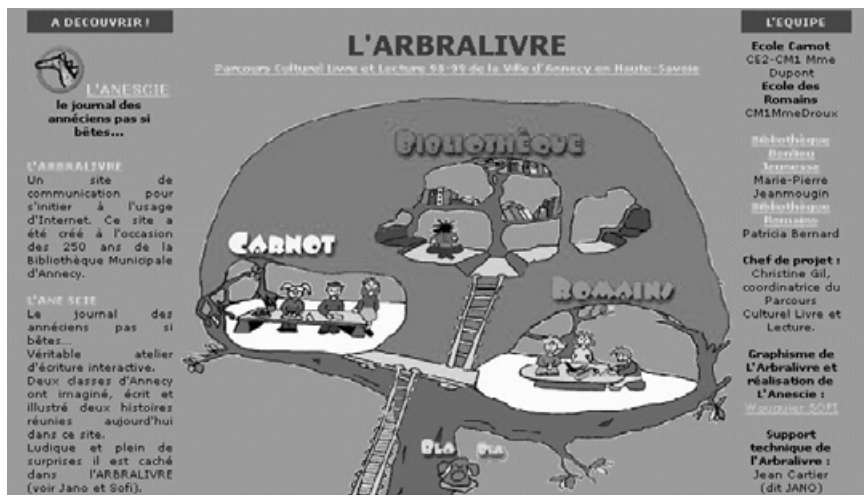 A DECOUVRIR !
L'ANESCIE
le journal des
annéciens pas si
bêtes...
L'ARBRALIVRE
Un site de
communication pour
s'initier à l'usage
d'Internet. Ce site a
été créé à l'occasion
des 250 ans de la
Bibliothèque Municipale
d'Annecy.
L'ANE SCIE
Le journal des
annéciens pas si
bêtes...
Véritable atelier
d'écriture interactive.
Deux classes d'Annecy
ont imaginé, écrit et
illustré deux histoires
réunies aujourd'hui
dans ce site.
Ludique et plein de
surprises il est caché
dans l'ARBRALIVRE
(voir Jano et Sofi).
L'ARBRALIVRE
Parcours Culturel Livre et Lecture 98-99 de la Ville d'Annecy en Haute-Savoie
BIBLIOTHÈQUE
CARNOT
ROMAINS
BLA BLA
L'EQUIPE
Ecole Carnot
CE2-CM1 Mme
Dupont
Ecole des
Romains
CM1MmeDroux
Bibliothèque
Bonlieu
Jeunesse
Marie-Pierre
Jeanmougin
Bibliothèque
Romains
Patricia Bernard
Chef de projet :
Christine Gil,
coordinatrice du
Parcours
Culturel Livre et
Lecture.
Graphisme de
L'Arbralivre et
réalisation de
L'Anescie :
Wauquier SOFI
Support
technique de
l'Arbralivre :
Jean Cartier
(dit JANO)